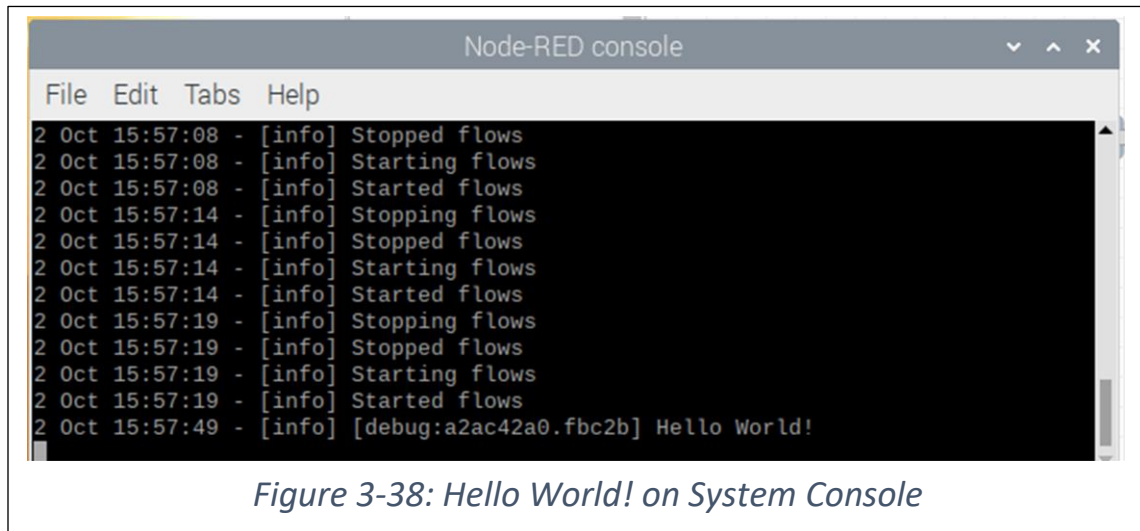 Node-RED console
File Edit Tabs Help
2 Oct 15:57:08 - [info] Stopped flows
2 Oct 15:57:08 - [info] Starting flows
2 Oct 15:57:08 - [info] Started flows
2 Oct 15:57:14 - [info] Stopping flows
2 Oct 15:57:14 - [info] Stopped flows
2 Oct 15:57:14 - [info] Starting flows
2 Oct 15:57:14 - [info] Started flows
2 Oct 15:57:19 - [info] Stopping flows
2 Oct 15:57:19 - [info] Stopped flows
2 Oct 15:57:19 - [info] Starting flows
2 Oct 15:57:19 - [info] Started flows
2 Oct 15:57:49 - [info] [debug:a2ac42a0.fbc2b] Hello World!
Figure 3-38: Hello World! on System Console